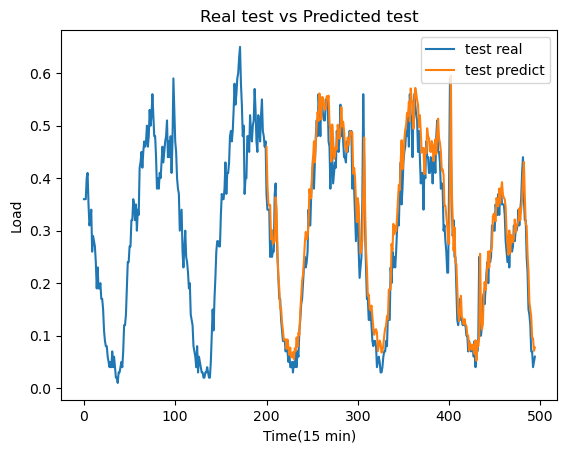 Real test vs Predicted test
test real
test predict
Load
0.6
0.5
0.4
0.3
0.2
0.1
0.0
0 100 200 300 400 500
Time(15 min)